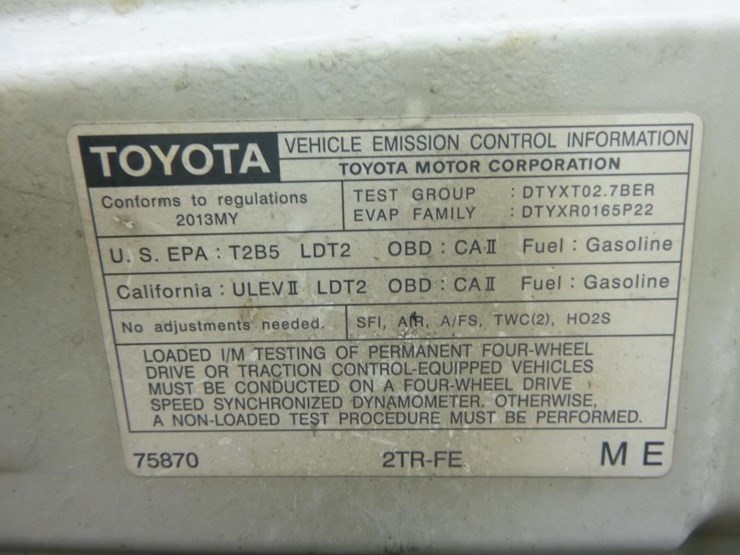 TOYOTA
VEHICLE EMISSION CONTROL INFORMATION
TOYOTA MOTOR CORPORATION
Conforms to regulations
2013MY
TEST GROUP : DTYXT02.7BER
EVAP FAMILY : DTYXR0165P22
U. S. EPA : T2B5 LDT2 OBD : CAⅡ Fuel : Gasoline
California : ULEVⅡ LDT2 OBD : CAⅡ Fuel : Gasoline
No adjustments needed.
SFI, AIR, A/FS, TWC(2), HO2S
LOADED I/M TESTING OF PERMANENT FOUR-WHEEL
DRIVE OR TRACTION CONTROL-EQUIPPED VEHICLES
MUST BE CONDUCTED ON A FOUR-WHEEL DRIVE
SPEED SYNCHRONIZED DYNAMOMETER. OTHERWISE,
A NON-LOADED TEST PROCEDURE MUST BE PERFORMED.
75870 2TR-FE M E